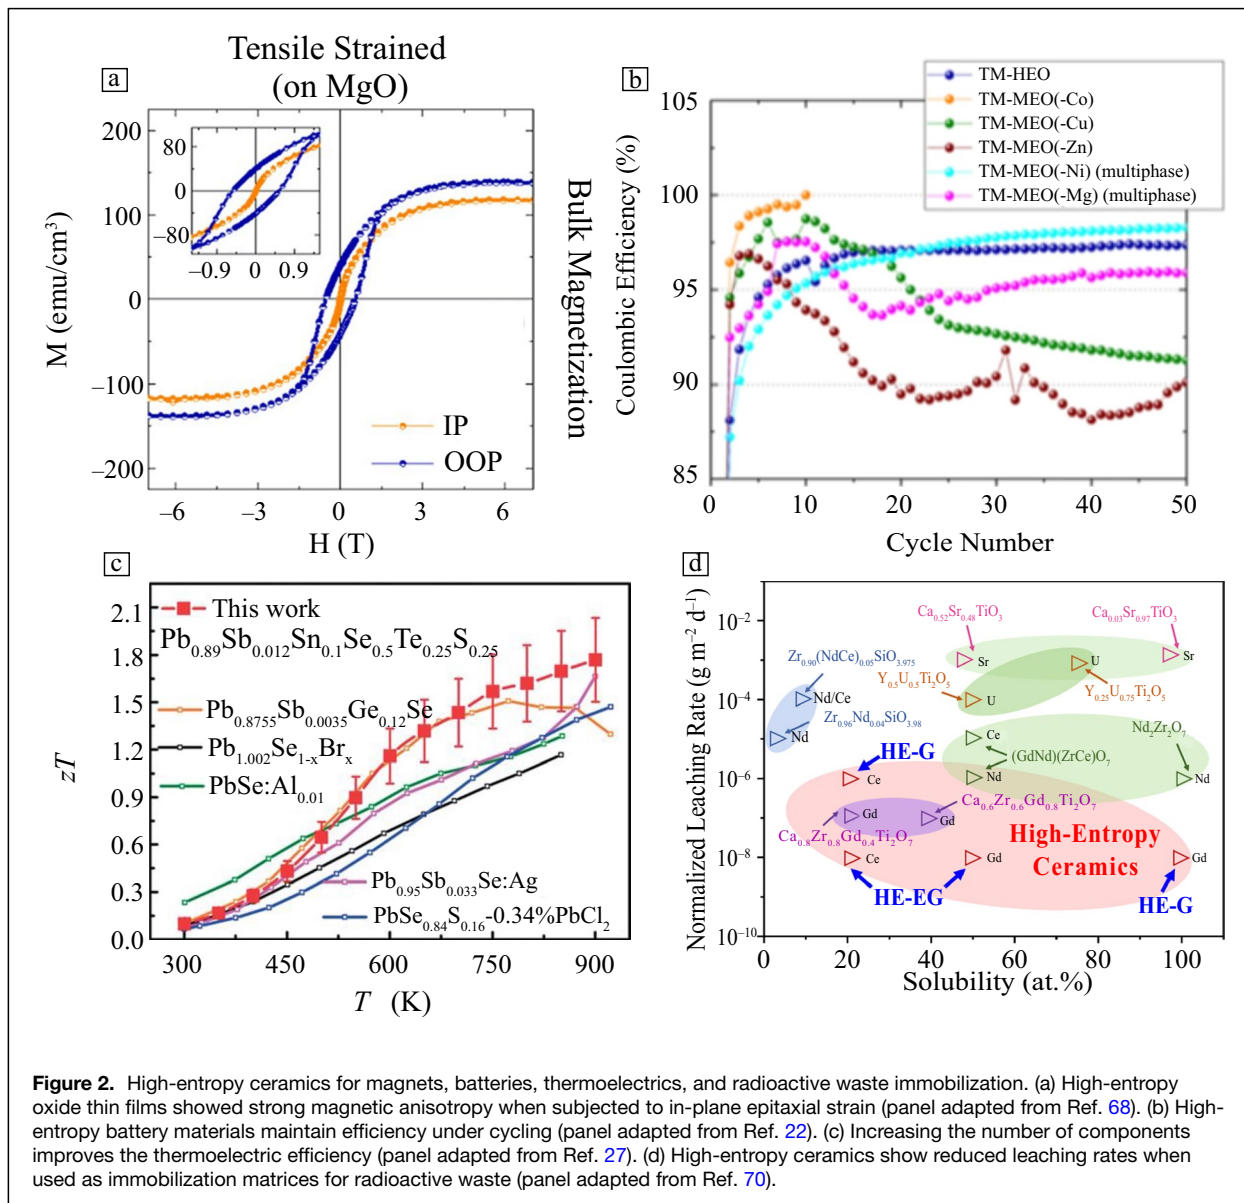 Tensile Strained
(on MgO)
a
200
100
0
−100
−200
M (emu/cm³)
80
0
−80
−0.9
0
0.9
IP
OOP
−6
−3
0
3
6
H (T)
Bulk Magnetization
b
TM-HEO
TM-MEO(-Co)
TM-MEO(-Cu)
TM-MEO(-Zn)
TM-MEO(-Ni) (multiphase)
TM-MEO(-Mg) (multiphase)
105
100
95
90
85
Coulombic Efficiency (%)
0
10
20
30
40
50
Cycle Number
c
2.1
1.8
1.5
1.2
0.9
0.6
0.3
0.0
zT
This work
Pb₀.₈₉Sb₀.₀₁₂Sn₀.₁Se₀.₅Te₀.₂₅S₀.₂₅
Pb₀.₈₇₅₅Sb₀.₀₀₃₅Ge₀.₁₂Se
Pb₁.₀₀₂Se₁₋ₓBrₓ
PbSe:Al₀.₀₁
Pb₀.₉₅Sb₀.₀₃₃Se:Ag
PbSe₀.₈₄S₀.₁₆-0.34%PbCl₂
300
450
600
750
900
T (K)
d
10⁻²
10⁻⁴
10⁻⁶
10⁻⁸
10⁻¹⁰
Normalized Leaching Rate (g m⁻² d⁻¹)
Ca₀.₅₂Sr₀.₄₈TiO₃
Ca₀.₀₃Sr₀.₉₇TiO₃
Zr₀.₉₀(NdCe)₀.₀₅SiO₃.₉₇₅
Sr
U
Sr
Y₀.₅U₀.₅Ti₂O₅
Y₀.₂₅U₀.₇₅Ti₂O₅
Nd/Ce
U
Zr₀.₉₆Nd₀.₀₄SiO₃.₉₈
Nd₂Zr₂O₇
Nd
Ce
HE-G
(GdNd)(ZrCe)O₇
Ce
Nd
Nd
Ca₀.₆Zr₀.₆Gd₀.₈Ti₂O₇
Gd
Gd
Ca₀.₈Zr₀.₈Gd₀.₄Ti₂O₇
High-Entropy
Ceramics
Ce
Gd
Gd
HE-EG
HE-G
0
20
40
60
80
100
Solubility (at.%)
Figure 2. High-entropy ceramics for magnets, batteries, thermoelectrics, and radioactive waste immobilization. (a) High-entropy
oxide thin films showed strong magnetic anisotropy when subjected to in-plane epitaxial strain (panel adapted from Ref. 68). (b) High-
entropy battery materials maintain efficiency under cycling (panel adapted from Ref. 22). (c) Increasing the number of components
improves the thermoelectric efficiency (panel adapted from Ref. 27). (d) High-entropy ceramics show reduced leaching rates when
used as immobilization matrices for radioactive waste (panel adapted from Ref. 70).